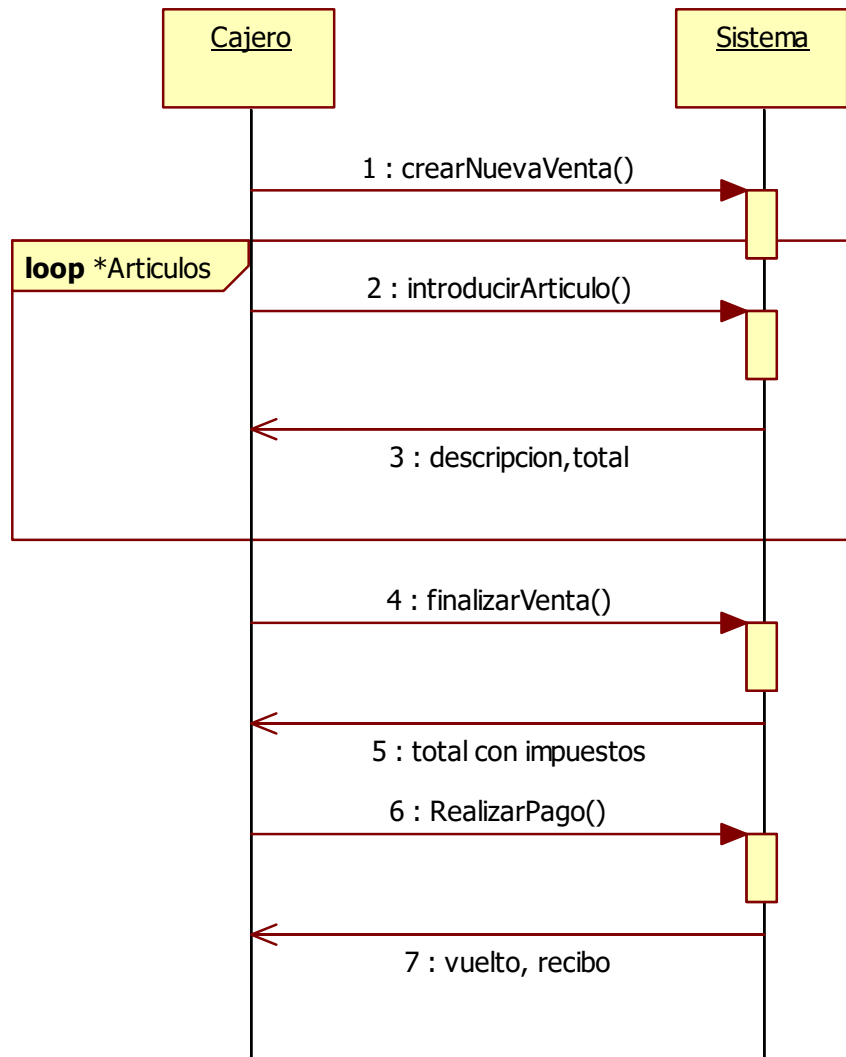 Cajero
Sistema
1 : crearNuevaVenta()
loop *Articulos
2 : introducirArticulo()
3 : descripcion,total
4 : finalizarVenta()
5 : total con impuestos
6 : RealizarPago()
7 : vuelto, recibo